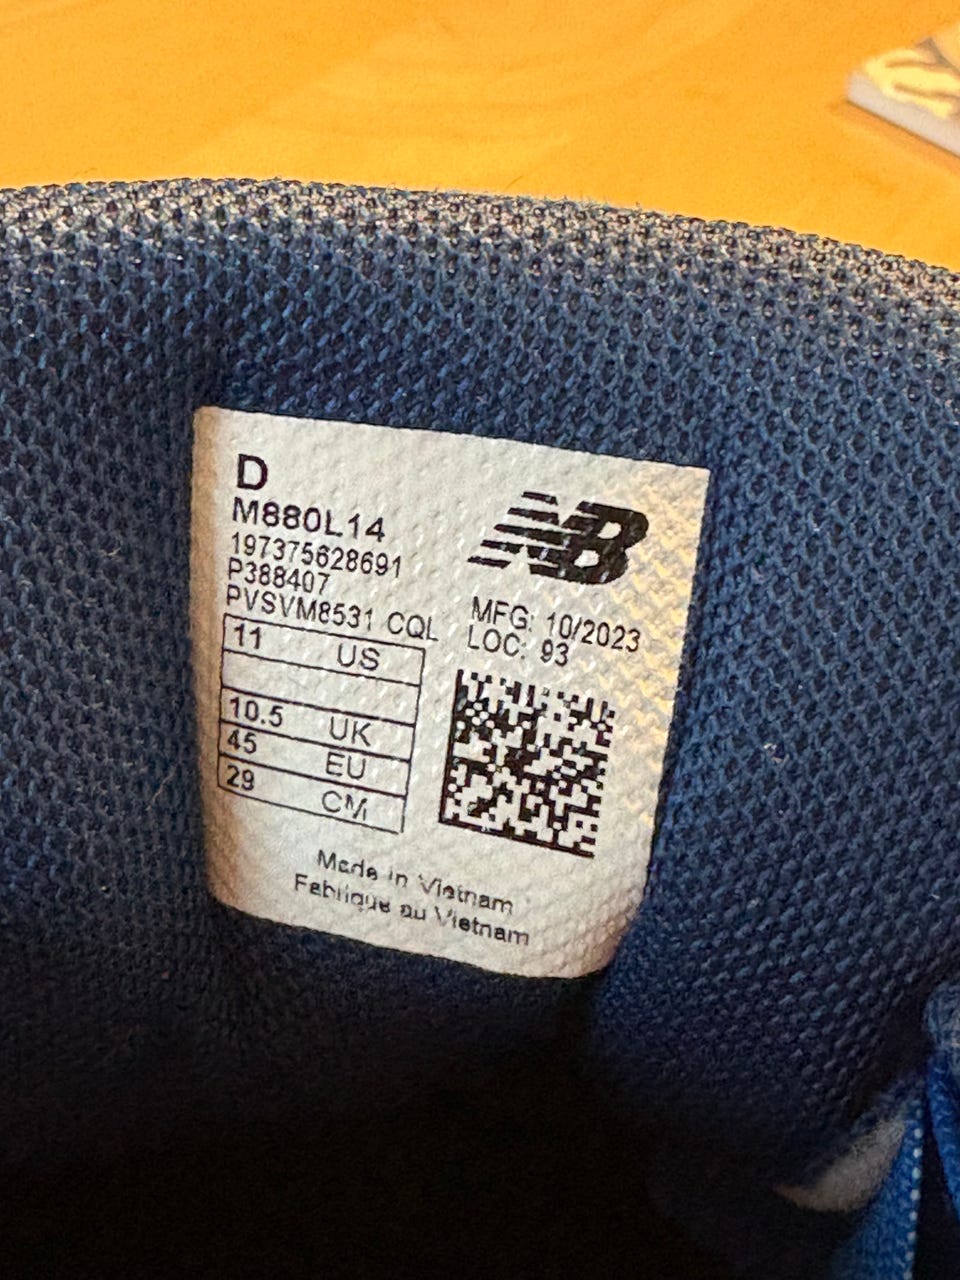 D
M880L14
197375628691
P388407
PVSVM8531 CQL
NB
MFG: 10/2023
LOC: 93
11 US
10.5 UK
45 EU
29 CM
Made in Vietnam
Fabriqué au Vietnam